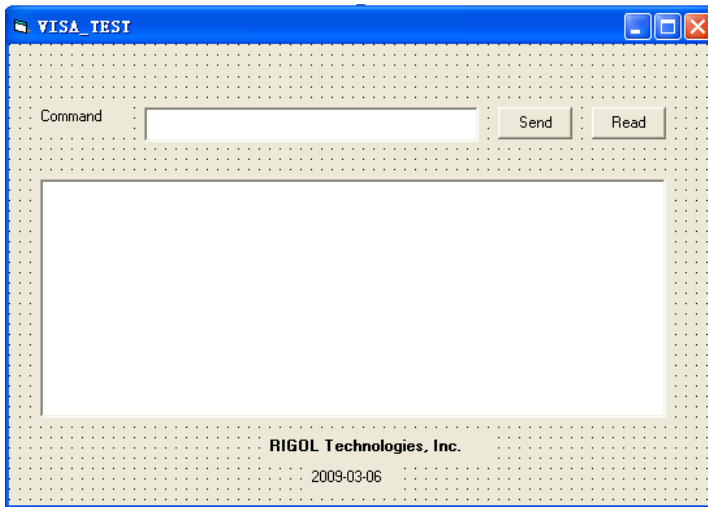 VISA_TEST
Command Send Read
RIGOL Technologies, Inc.
2009-03-06